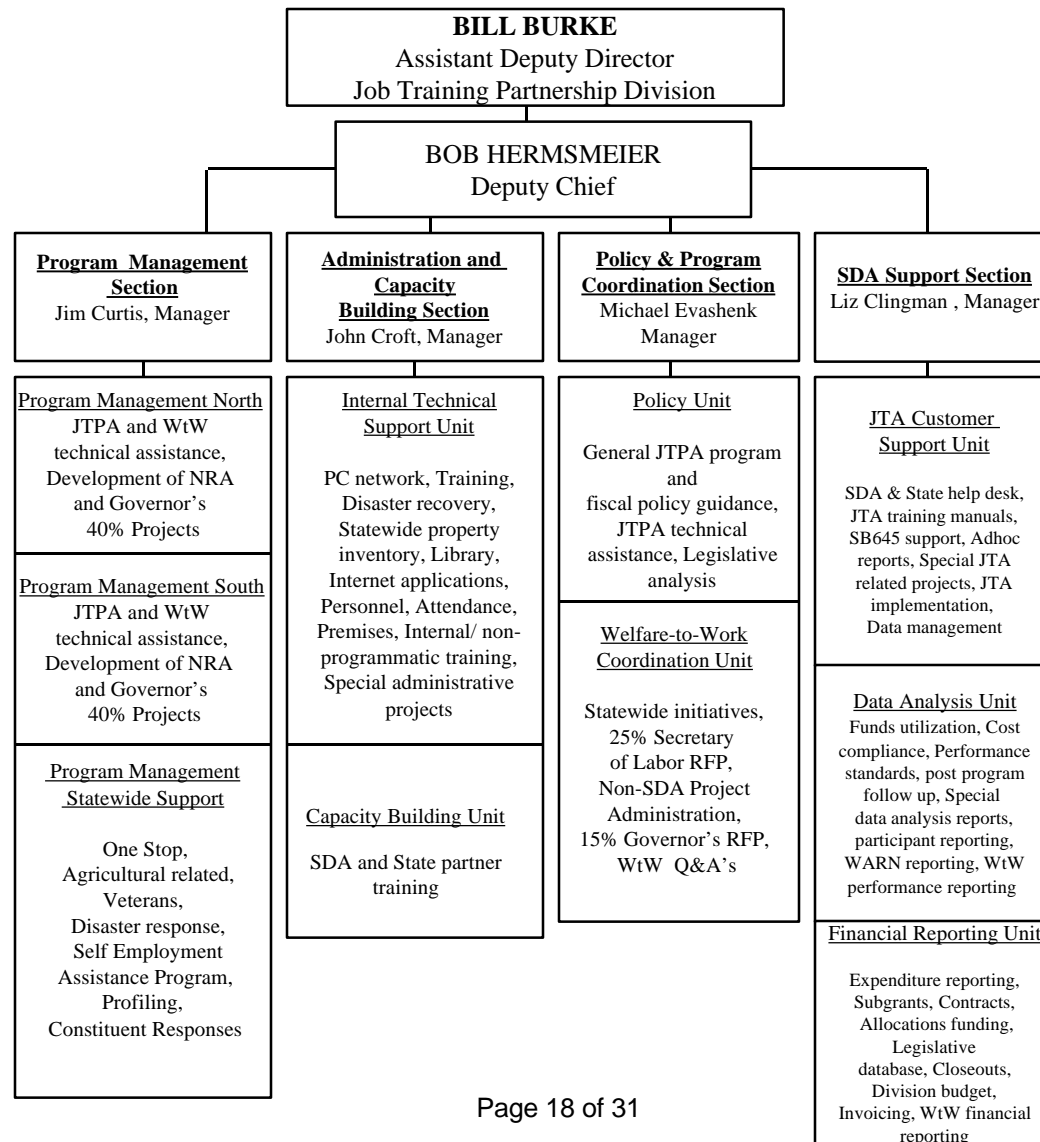 BILL BURKE
Assistant Deputy Director
Job Training Partnership Division
BOB HERMSMEIER
Deputy Chief
Program Management
Section
Jim Curtis, Manager
Administration and
Capacity
Building Section
John Croft, Manager
Policy & Program
Coordination Section
Michael Evashenk
Manager
SDA Support Section
Liz Clingman , Manager
Program Management North
JTPA and WtW
technical assistance,
Development of NRA
and Governor's
40% Projects
Program Management South
JTPA and WtW
technical assistance,
Development of NRA
and Governor's
40% Projects
Program Management
Statewide Support
One Stop,
Agricultural related,
Veterans,
Disaster response,
Self Employment
Assistance Program,
Profiling,
Constituent Responses
Internal Technical
Support Unit
PC network, Training,
Disaster recovery,
Statewide property
inventory, Library,
Internet applications,
Personnel, Attendance,
Premises, Internal/ non-
programmatic training,
Special administrative
projects
Capacity Building Unit
SDA and State partner
training
Policy Unit
General JTPA program
and
fiscal policy guidance,
JTPA technical
assistance, Legislative
analysis
Welfare-to-Work
Coordination Unit
Statewide initiatives,
25% Secretary
of Labor RFP,
Non-SDA Project
Administration,
15% Governor's RFP,
WtW Q&A's
JTA Customer
Support Unit
SDA & State help desk,
JTA training manuals,
SB645 support, Adhoc
reports, Special JTA
related projects, JTA
implementation,
Data management
Data Analysis Unit
Funds utilization, Cost
compliance, Performance
standards, post program
follow up, Special
data analysis reports,
participant reporting,
WARN reporting, WtW
performance reporting
Financial Reporting Unit
Expenditure reporting,
Subgrants, Contracts,
Allocations funding,
Legislative
database, Closeouts,
Division budget,
Invoicing, WtW financial
reporting
Page 18 of 31